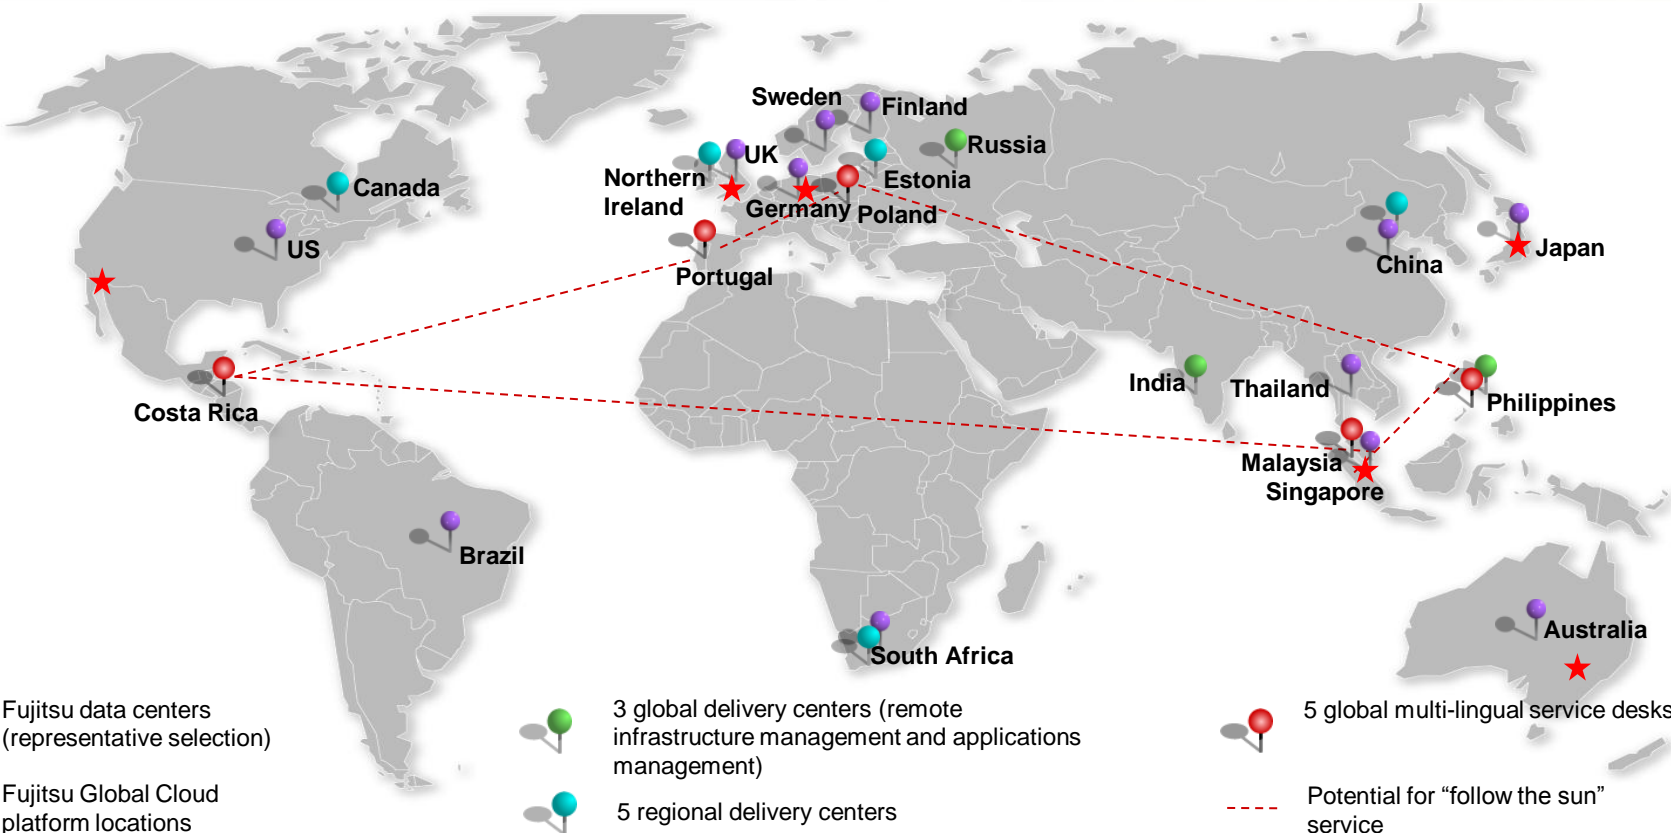 Sweden
Finland
Russia
UK
Northern
Ireland
Estonia
Germany
Poland
Canada
US
Portugal
China
Japan
Costa Rica
India
Thailand
Philippines
Malaysia
Singapore
Brazil
Australia
South Africa
Fujitsu data centers
(representative selection)
3 global delivery centers (remote
infrastructure management and applications
management)
5 global multi-lingual service desks
Fujitsu Global Cloud
platform locations
5 regional delivery centers
Potential for “follow the sun”
service